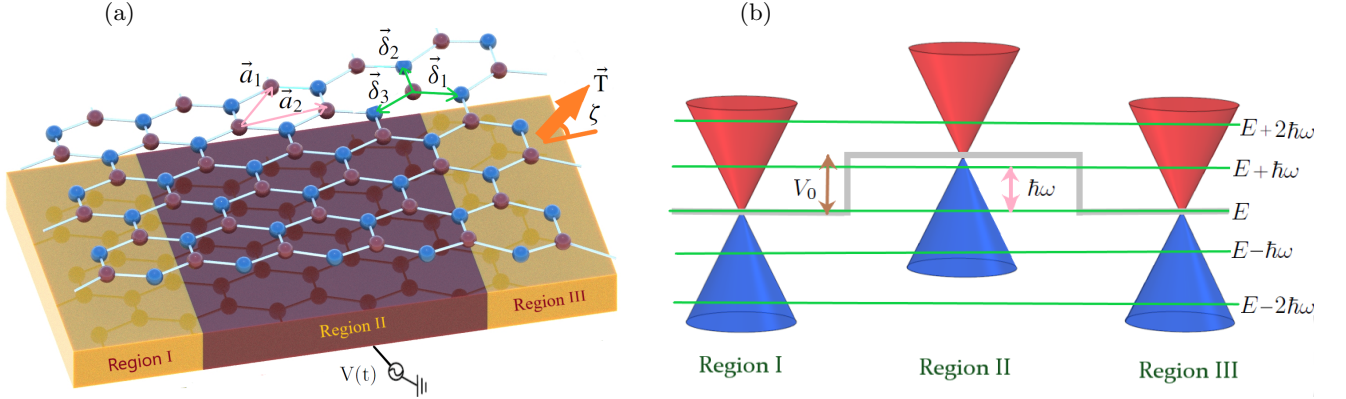 (a)
(b)
δ⃗₂
a⃗₁
δ⃗₁
T⃗
a⃗₂
δ⃗₃
ζ
Region I
Region II
Region III
V(t)
E+2ℏω
E+ℏω
V₀
ℏω
E
E−ℏω
E−2ℏω
Region I
Region II
Region III